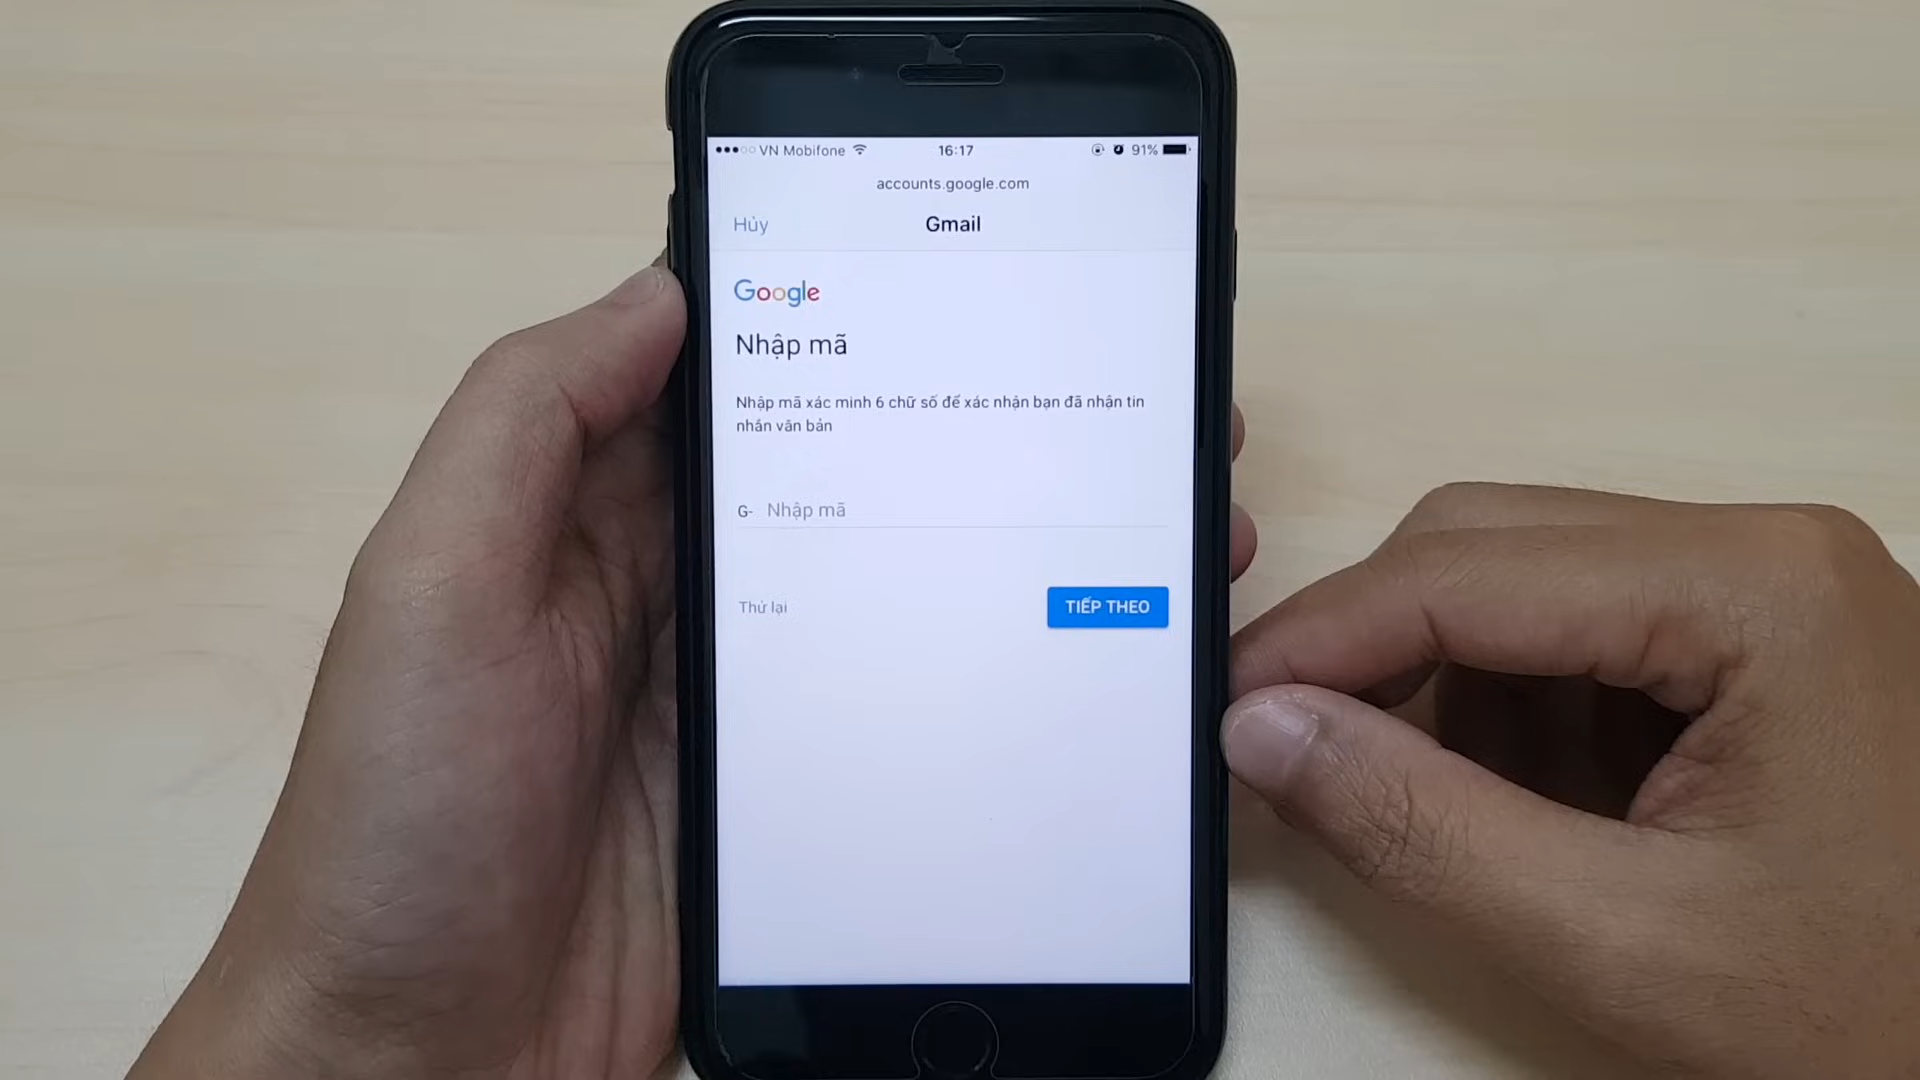 VN Mobifone 16:17 91%
accounts.google.com
Hủy Gmail
Google
Nhập mã
Nhập mã xác minh 6 chữ số để xác nhận bạn đã nhận tin
nhắn văn bản
G- Nhập mã
Thử lại TIẾP THEO